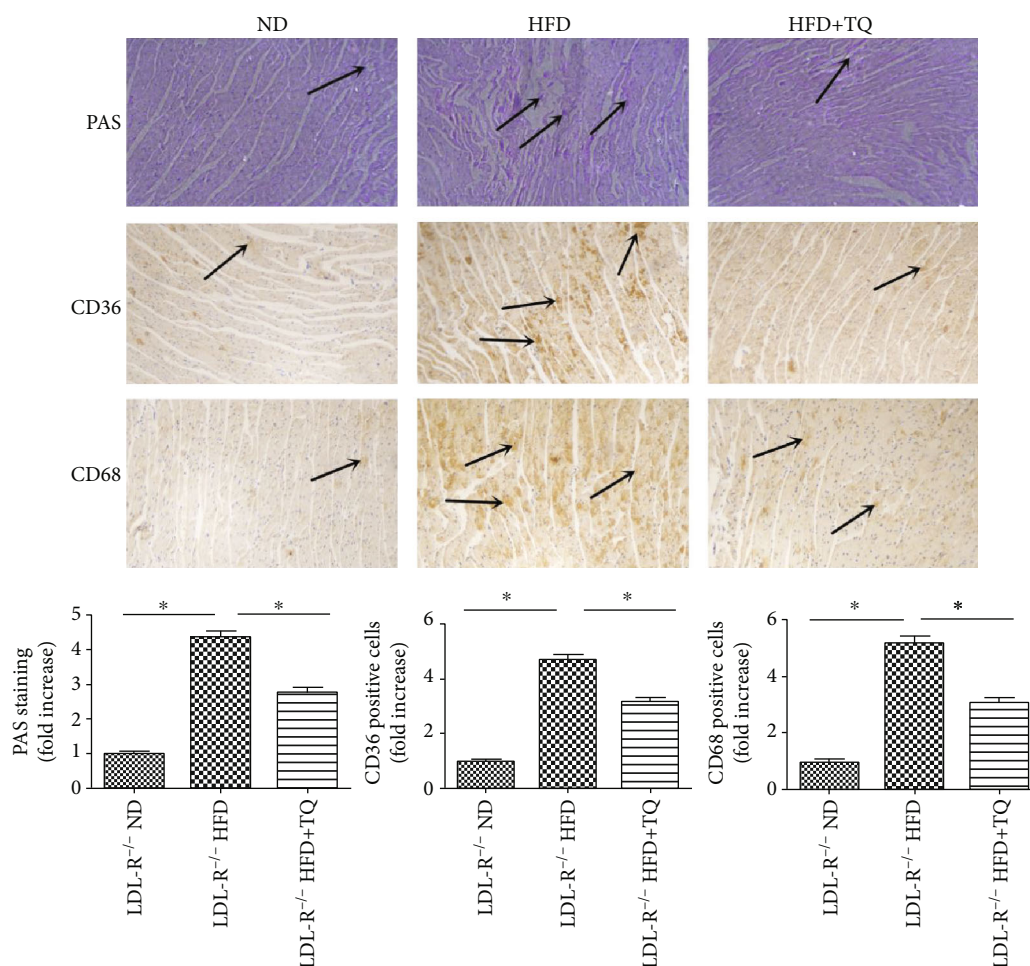 ND HFD HFD+TQ
PAS
CD36
CD68
PAS staining
(fold increase)
5
4
3
2
1
0
* *
LDL-R⁻/⁻ ND
LDL-R⁻/⁻ HFD
LDL-R⁻/⁻ HFD+TQ
CD36 positive cells
(fold increase)
6
4
2
0
* *
LDL-R⁻/⁻ ND
LDL-R⁻/⁻ HFD
LDL-R⁻/⁻ HFD+TQ
CD68 positive cells
(fold increase)
6
4
2
0
* *
LDL-R⁻/⁻ ND
LDL-R⁻/⁻ HFD
LDL-R⁻/⁻ HFD+TQ